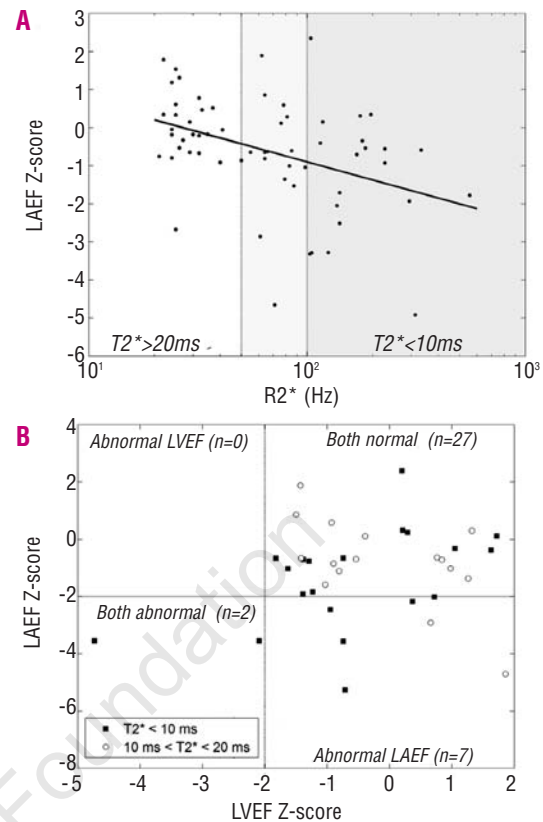 A
3
2
1
0
-1
-2
-3
-4
-5
-6
LAEF Z-score
T2*>20ms
T2*<10ms
10¹
10²
10³
R2* (Hz)
B
4
2
0
-2
-4
-6
-8
LAEF Z-score
Abnormal LVEF (n=0)
Both normal (n=27)
Both abnormal (n=2)
T2* < 10 ms
10 ms < T2* < 20 ms
Abnormal LAEF (n=7)
-5 -4 -3 -2 -1 0 1 2
LVEF Z-score
Foundation